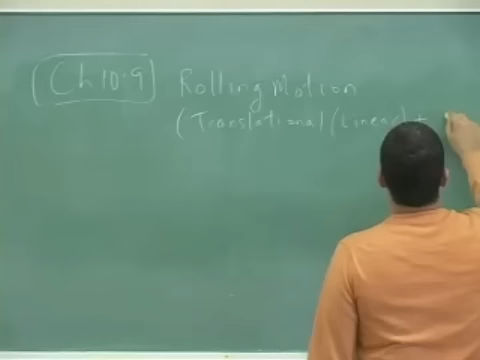 Ch 10.9 Rolling Motion
(Translational (Linear) +